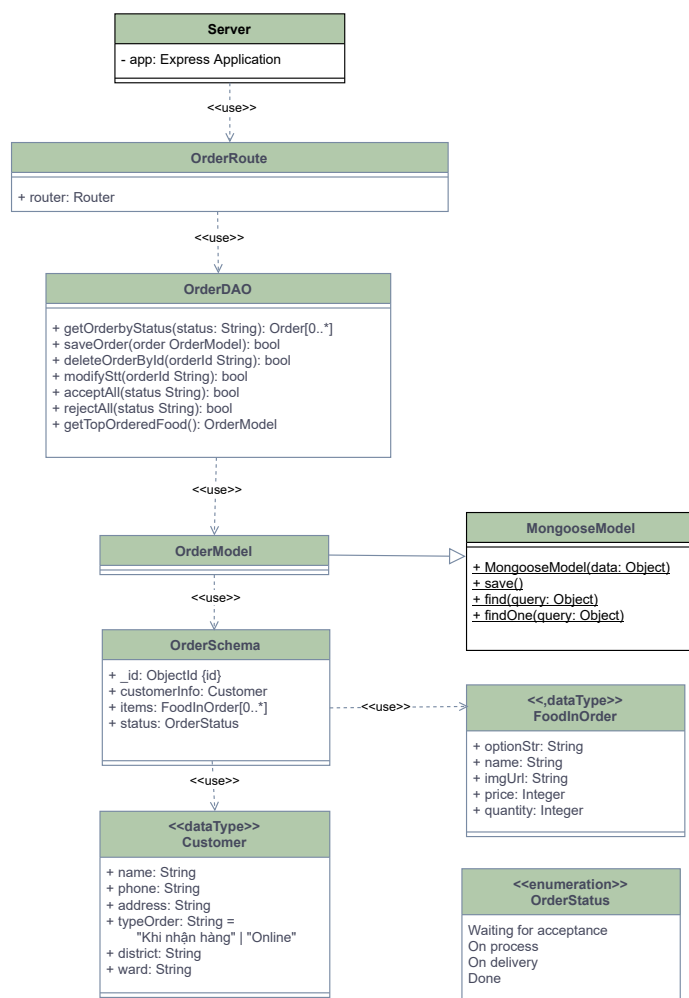 Server
- app: Express Application
<<use>>
OrderRoute
+ router: Router
<<use>>
OrderDAO
+ getOrderbyStatus(status: String): Order[0..*]
+ saveOrder(order OrderModel): bool
+ deleteOrderById(orderId String): bool
+ modifyStt(orderId String): bool
+ acceptAll(status String): bool
+ rejectAll(status String): bool
+ getTopOrderedFood(): OrderModel
<<use>>
OrderModel
MongooseModel
+ MongooseModel(data: Object)
+ save()
+ find(query: Object)
+ findOne(query: Object)
<<use>>
OrderSchema
+ _id: ObjectId {id}
+ customerInfo: Customer
+ items: FoodInOrder[0..*]
+ status: OrderStatus
<<use>>
<<,dataType>>
FoodInOrder
+ optionStr: String
+ name: String
+ imgUrl: String
+ price: Integer
+ quantity: Integer
<<use>>
<<dataType>>
Customer
+ name: String
+ phone: String
+ address: String
+ typeOrder: String =
"Khi nhận hàng" | "Online"
+ district: String
+ ward: String
<<enumeration>>
OrderStatus
Waiting for acceptance
On process
On delivery
Done